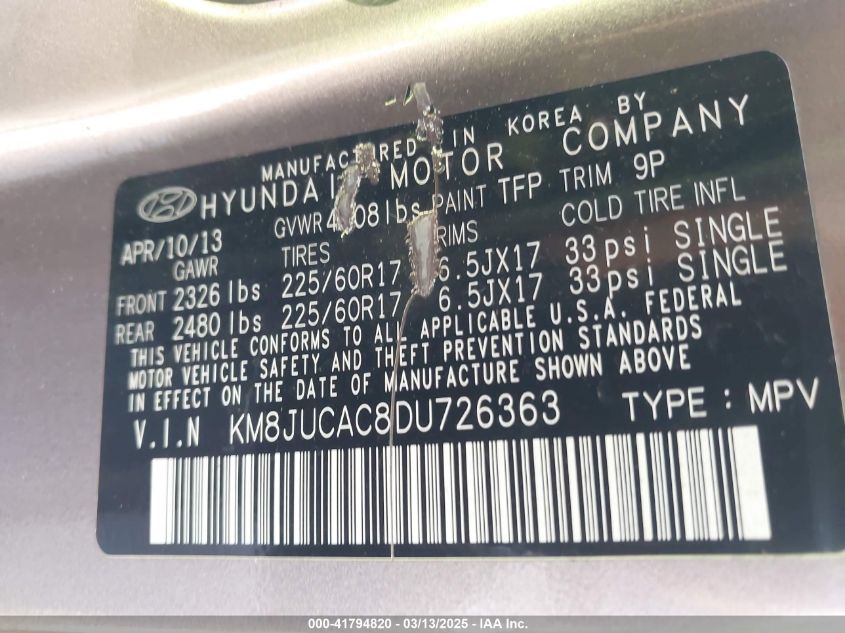 MANUFACTURED IN KOREA BY
HYUNDAI MOTOR COMPANY
APR/10/13 GVWR lbs PAINT TFP TRIM 9P
GAWR TIRES RIMS COLD TIRE INFL
FRONT 2326 lbs 225/60R17 6.5JX17 33psi SINGLE
REAR 2480 lbs 225/60R17 6.5JX17 33psi SINGLE
THIS VEHICLE CONFORMS TO ALL APPLICABLE U.S.A. FEDERAL
MOTOR VEHICLE SAFETY AND THEFT PREVENTION STANDARDS
IN EFFECT ON THE DATE OF MANUFACTURE SHOWN ABOVE
V.I.N KM8JUCAC8DU726363 TYPE : MPV
000-41794820 - 03/13/2025 - IAA Inc.